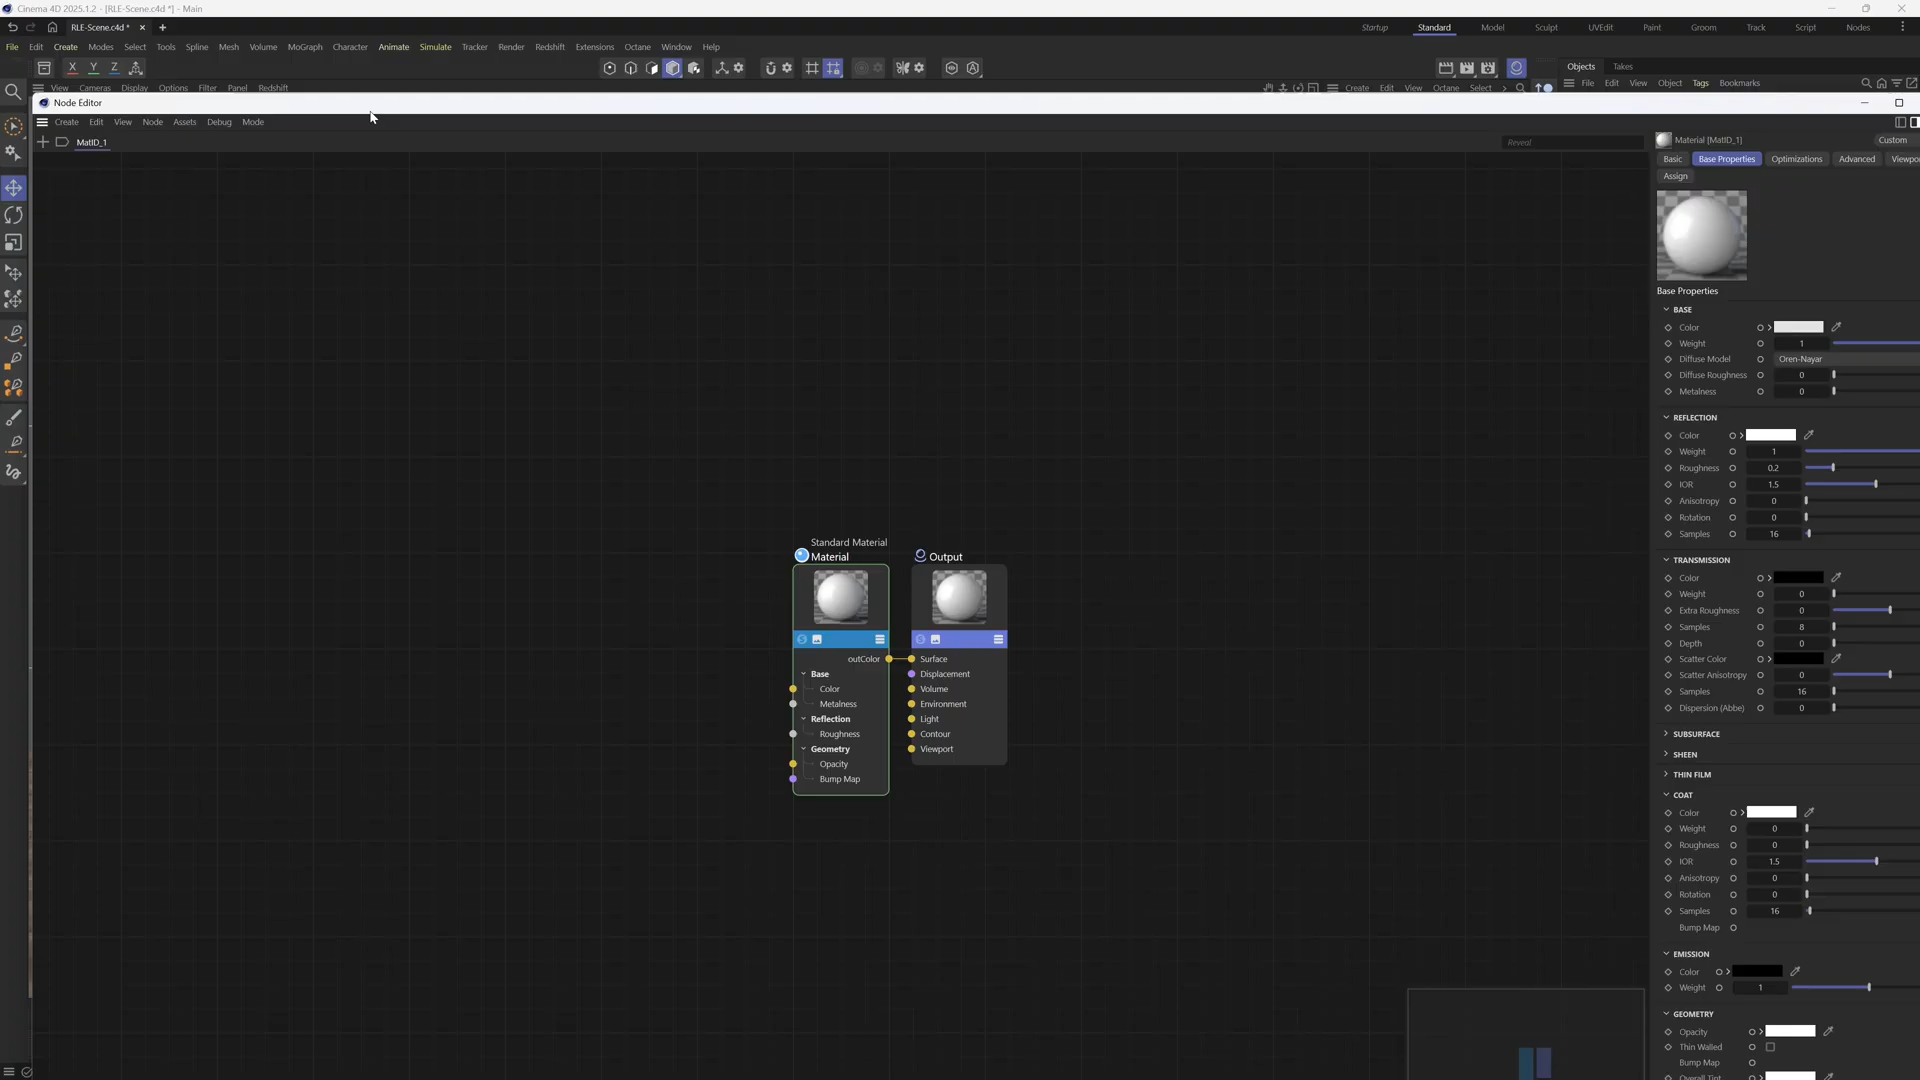 Cinema 4D 2025.1.2 - [RLE-Scene.c4d *] - Main
RLE-Scene.c4d *
Startup Standard Model Sculpt UVEdit Paint Groom Track Script Nodes
File Edit Create Modes Select Tools Spline Mesh Volume MoGraph Character Animate Simulate Tracker Render Redshift Extensions Octane Window Help
X Y Z
Objects Takes
View Cameras Display Options Filter Panel Redshift
Create Edit View Octane Select
File Edit View Object Tags Bookmarks
Node Editor
Create Edit View Node Assets Debug Mode
MatID_1
Reveal
Material [MatID_1]
Custom
Basic Base Properties Optimizations Advanced Viewpo
Assign
Base Properties
BASE
Color
Weight 1
Diffuse Model Oren-Nayar
Diffuse Roughness 0
Metalness 0
REFLECTION
Color
Weight 1
Roughness 0.2
IOR 1.5
Anisotropy 0
Rotation 0
Samples 16
TRANSMISSION
Color
Weight 0
Extra Roughness 0
Samples 8
Depth 0
Scatter Color
Scatter Anisotropy 0
Samples 16
Dispersion (Abbe) 0
SUBSURFACE
SHEEN
THIN FILM
COAT
Color
Weight 0
Roughness 0
IOR 1.5
Anisotropy 0
Rotation 0
Samples 16
Bump Map
EMISSION
Color
Weight 1
GEOMETRY
Opacity
Thin Walled
Bump Map
Overall Tint
Standard Material
Material
outColor
Base
Color
Metalness
Reflection
Roughness
Geometry
Opacity
Bump Map
Output
Surface
Displacement
Volume
Environment
Light
Contour
Viewport